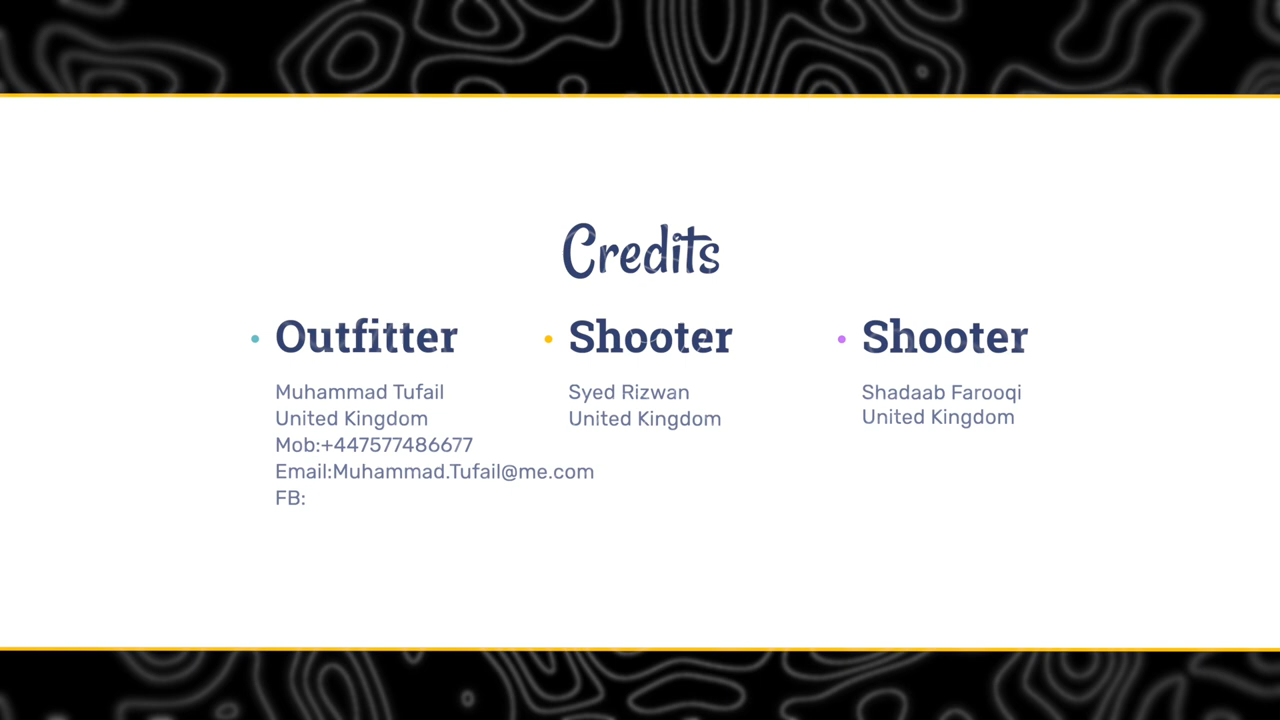 Credits
Outfitter
Muhammad Tufail
United Kingdom
Mob:+447577486677
Email:Muhammad.Tufail@me.com
FB:
Shooter
Syed Rizwan
United Kingdom
Shooter
Shadaab Farooqi
United Kingdom